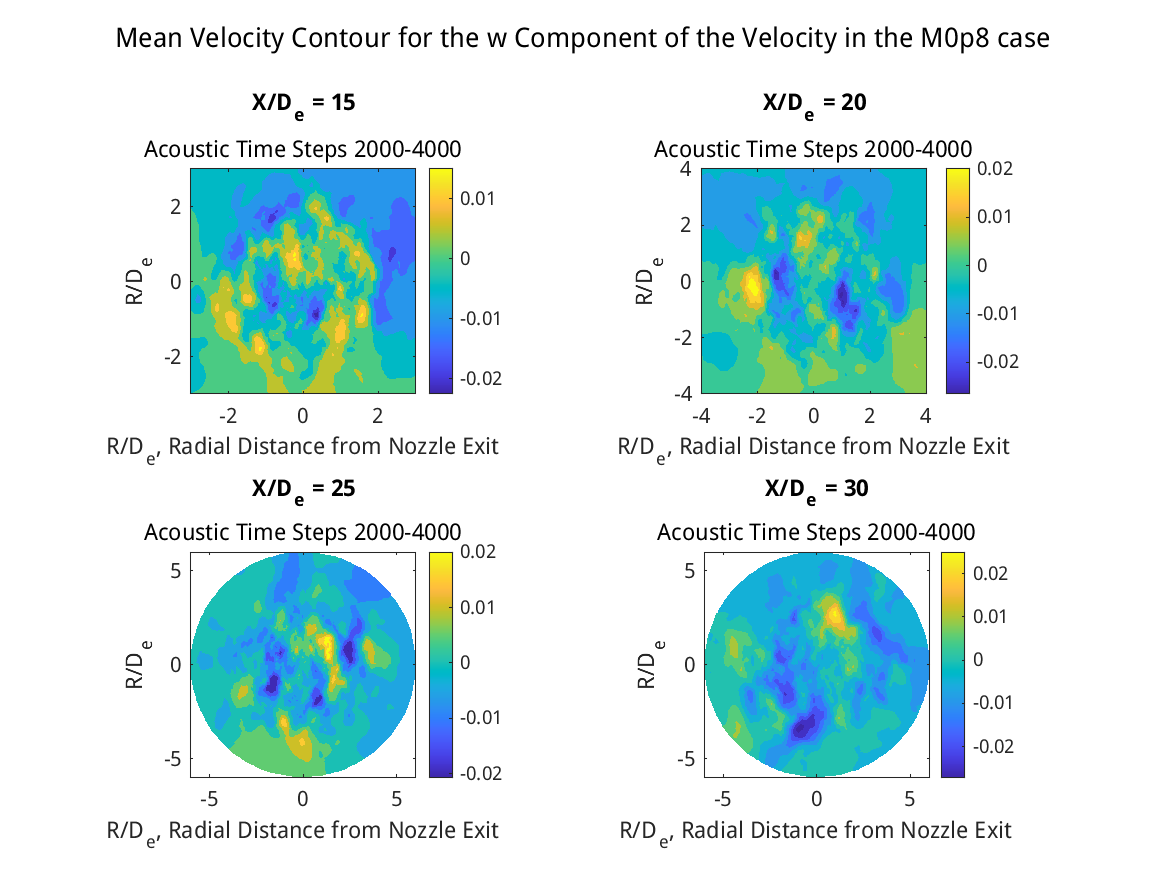 Mean Velocity Contour for the w Component of the Velocity in the M0p8 case
X/De = 15
Acoustic Time Steps 2000-4000
2
0
-2
R/De
-2 0 2
R/De, Radial Distance from Nozzle Exit
0.01
0
-0.01
-0.02
X/De = 20
Acoustic Time Steps 2000-4000
4
2
0
-2
-4
R/De
-4 -2 0 2 4
R/De, Radial Distance from Nozzle Exit
0.02
0.01
0
-0.01
-0.02
X/De = 25
Acoustic Time Steps 2000-4000
5
0
-5
R/De
-5 0 5
R/De, Radial Distance from Nozzle Exit
0.02
0.01
0
-0.01
-0.02
X/De = 30
Acoustic Time Steps 2000-4000
5
0
-5
R/De
-5 0 5
R/De, Radial Distance from Nozzle Exit
0.02
0.01
0
-0.01
-0.02